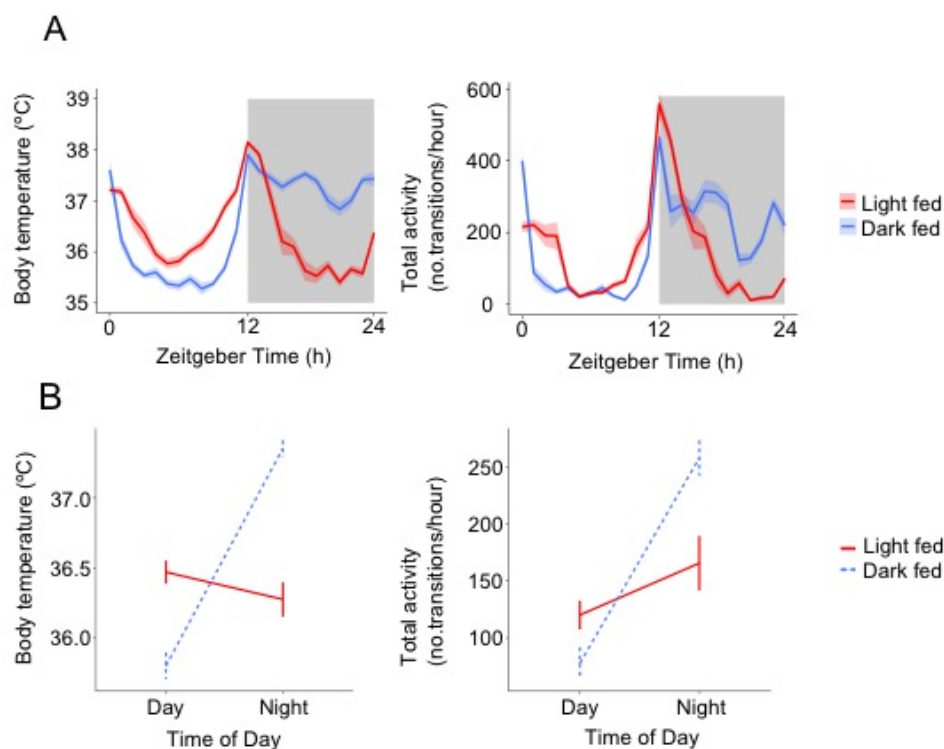 A
Body temperature (°C)
39
38
37
36
35
0
12
24
Zeitgeber Time (h)
Total activity
(no.transitions/hour)
600
400
200
0
0
12
24
Zeitgeber Time (h)
Light fed
Dark fed
B
Body temperature (ºC)
37.0
36.5
36.0
Day
Night
Time of Day
Total activity
(no.transitions/hour)
250
200
150
100
Day
Night
Time of Day
Light fed
Dark fed